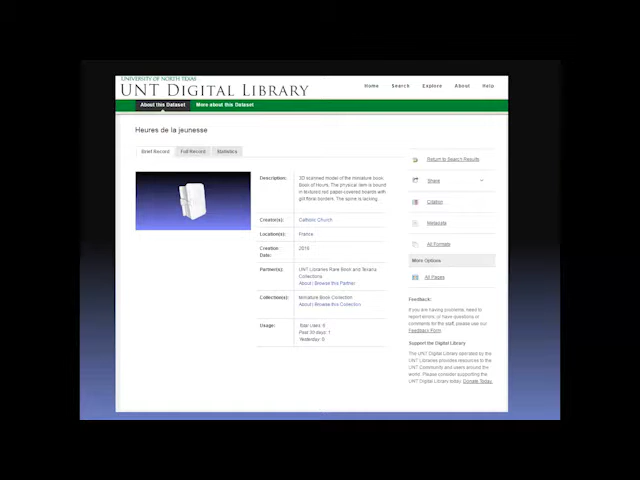 UNIVERSITY OF NORTH TEXAS
UNT DIGITAL LIBRARY
Home Search Explore About Help
About this Dataset More about this Dataset
Heures de la jeunesse
Brief Record Full Record Statistics
Description: 3D scanned model of the miniature book
Book of Hours. The physical item is bound
in textured red paper-covered boards with
gilt floral borders. The spine is lacking.
Creator(s): Catholic Church
Location(s): France
Creation
Date:
Partner(s): UNT Libraries Rare Book and Texana
Collections
About | Browse this Partner
Collection(s): Miniature Book Collection
About | Browse this Collection
Usage: Total Uses: 6
Past 30 days: 1
Yesterday: 0
Return to Search Results
Share
Citation
Metadata
All Formats
More Options
All Pages
Feedback:
If you are having problems, need to
report errors, or have questions or
comments for the staff, please use our
Feedback Form.
Support the Digital Library
The UNT Digital Library operated by the
UNT Libraries provides resources to the
UNT Community and users around the
world. Please consider supporting the
UNT Digital Library today. Donate Today.